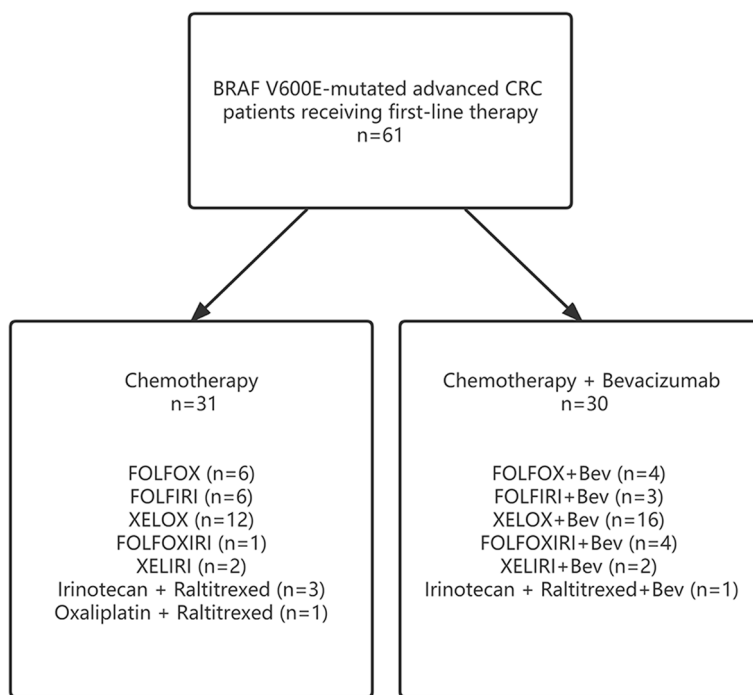 BRAF V600E-mutated advanced CRC
patients receiving first-line therapy
n=61
Chemotherapy
n=31
FOLFOX (n=6)
FOLFIRI (n=6)
XELOX (n=12)
FOLFOXIRI (n=1)
XELIRI (n=2)
Irinotecan + Raltitrexed (n=3)
Oxaliplatin + Raltitrexed (n=1)
Chemotherapy + Bevacizumab
n=30
FOLFOX+Bev (n=4)
FOLFIRI+Bev (n=3)
XELOX+Bev (n=16)
FOLFOXIRI+Bev (n=4)
XELIRI+Bev (n=2)
Irinotecan + Raltitrexed+Bev (n=1)